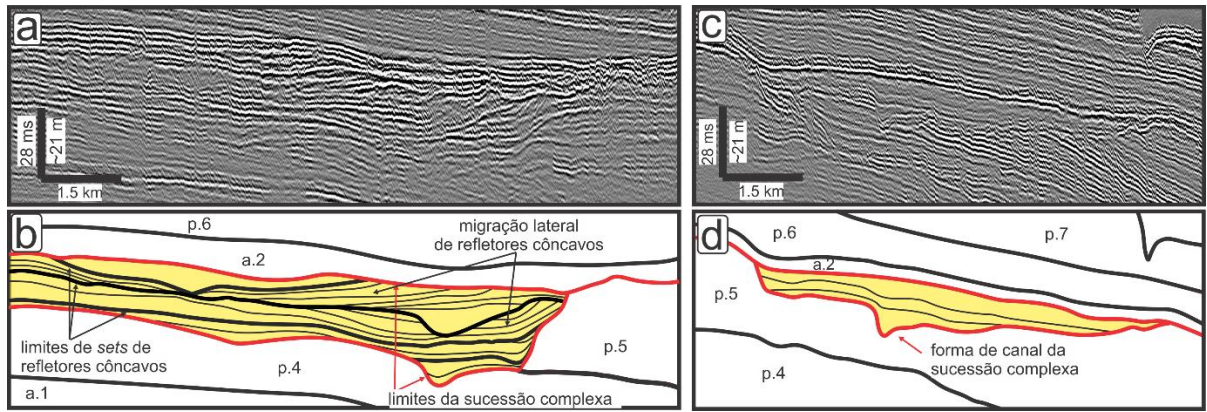 a
28 ms
~21 m
1.5 km
c
28 ms
~21 m
1.5 km
b
p.6
a.2
migração lateral
de refletores côncavos
limites de sets de
refletores côncavos
p.4
p.5
a.1
limites da sucessão complexa
d
p.6
p.7
a.2
p.5
p.4
forma de canal da
sucessão complexa